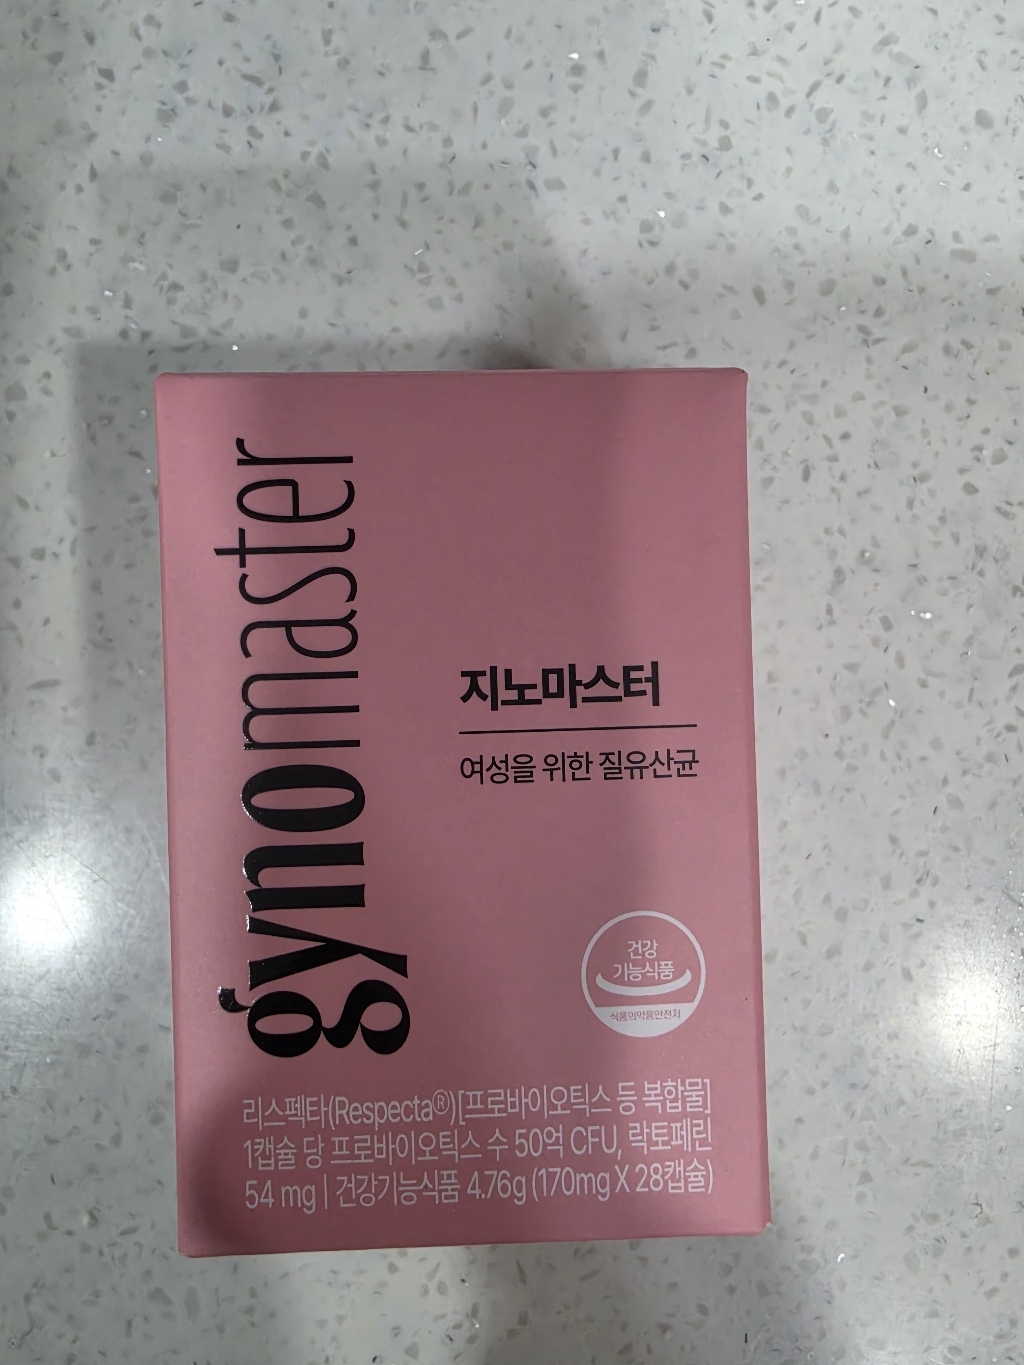 gynomaster
지노마스터
여성을 위한 질유산균
건강
기능식품
식품의약품안전처
리스펙타(Respecta®)[프로바이오틱스 등 복합물]
1캡슐 당 프로바이오틱스 수 50억 CFU, 락토페린
54 mg | 건강기능식품 4.76g (170mg X 28캡슐)